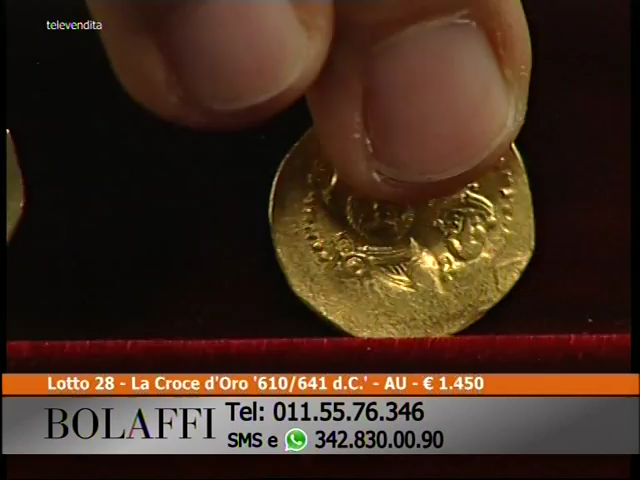 televendita
Lotto 28 - La Croce d'Oro '610/641 d.C.' - AU - € 1.450
BOLAFFI
Tel: 011.55.76.346
SMS e 342.830.00.90